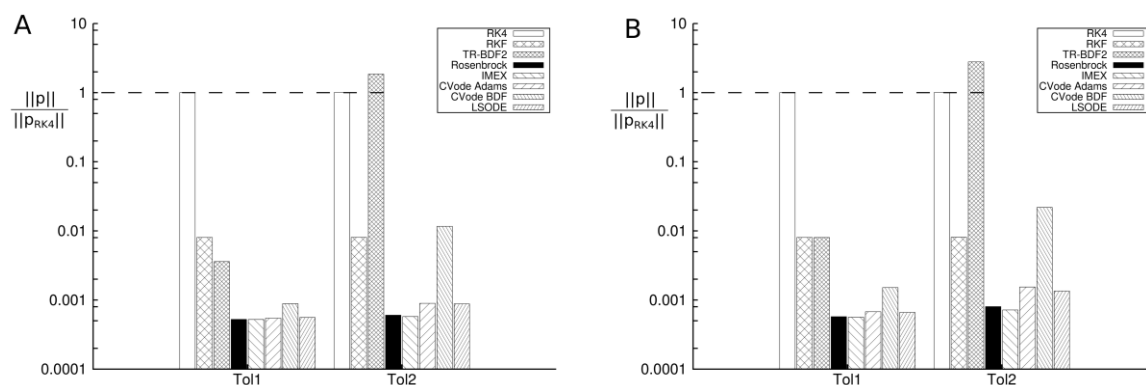 A
10
1
0.1
0.01
0.001
0.0001
||p||
||pRK4||
RK4
RKF
TR-BDF2
Rosenbrock
IMEX
CVode Adams
CVode BDF
LSODE
Tol1
Tol2
B
10
1
0.1
0.01
0.001
0.0001
||p||
||pRK4||
RK4
RKF
TR-BDF2
Rosenbrock
IMEX
CVode Adams
CVode BDF
LSODE
Tol1
Tol2